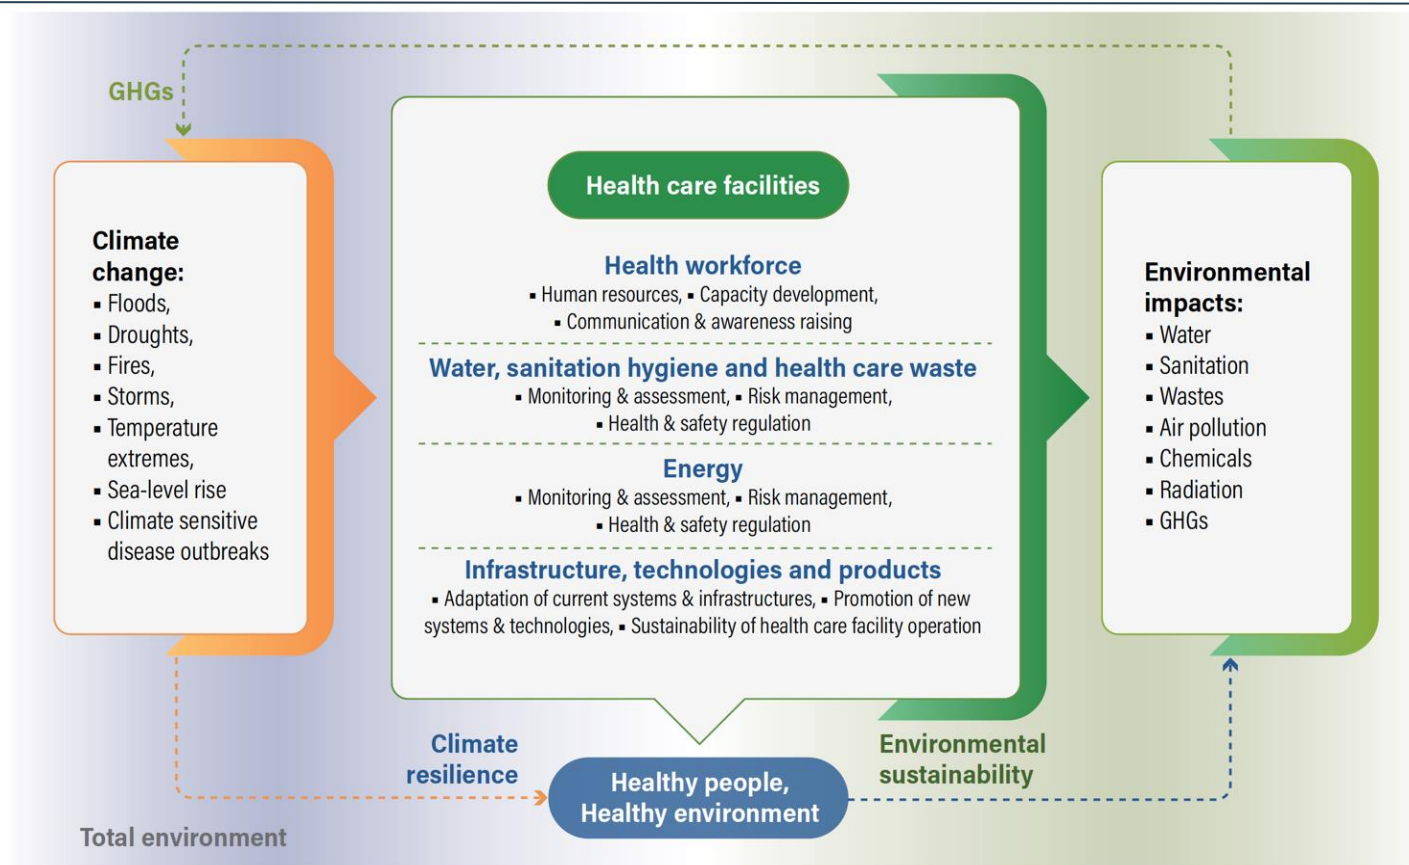 GHGs
Climate
change:
▪ Floods,
▪ Droughts,
▪ Fires,
▪ Storms,
▪ Temperature
extremes,
▪ Sea-level rise
▪ Climate sensitive
disease outbreaks
Health care facilities
Health workforce
▪ Human resources, ▪ Capacity development,
▪ Communication & awareness raising
Water, sanitation hygiene and health care waste
▪ Monitoring & assessment, ▪ Risk management,
▪ Health & safety regulation
Energy
▪ Monitoring & assessment, ▪ Risk management,
▪ Health & safety regulation
Infrastructure, technologies and products
▪ Adaptation of current systems & infrastructures, ▪ Promotion of new
systems & technologies, ▪ Sustainability of health care facility operation
Environmental
impacts:
▪ Water
▪ Sanitation
▪ Wastes
▪ Air pollution
▪ Chemicals
▪ Radiation
▪ GHGs
Climate
resilience
Healthy people,
Healthy environment
Environmental
sustainability
Total environment